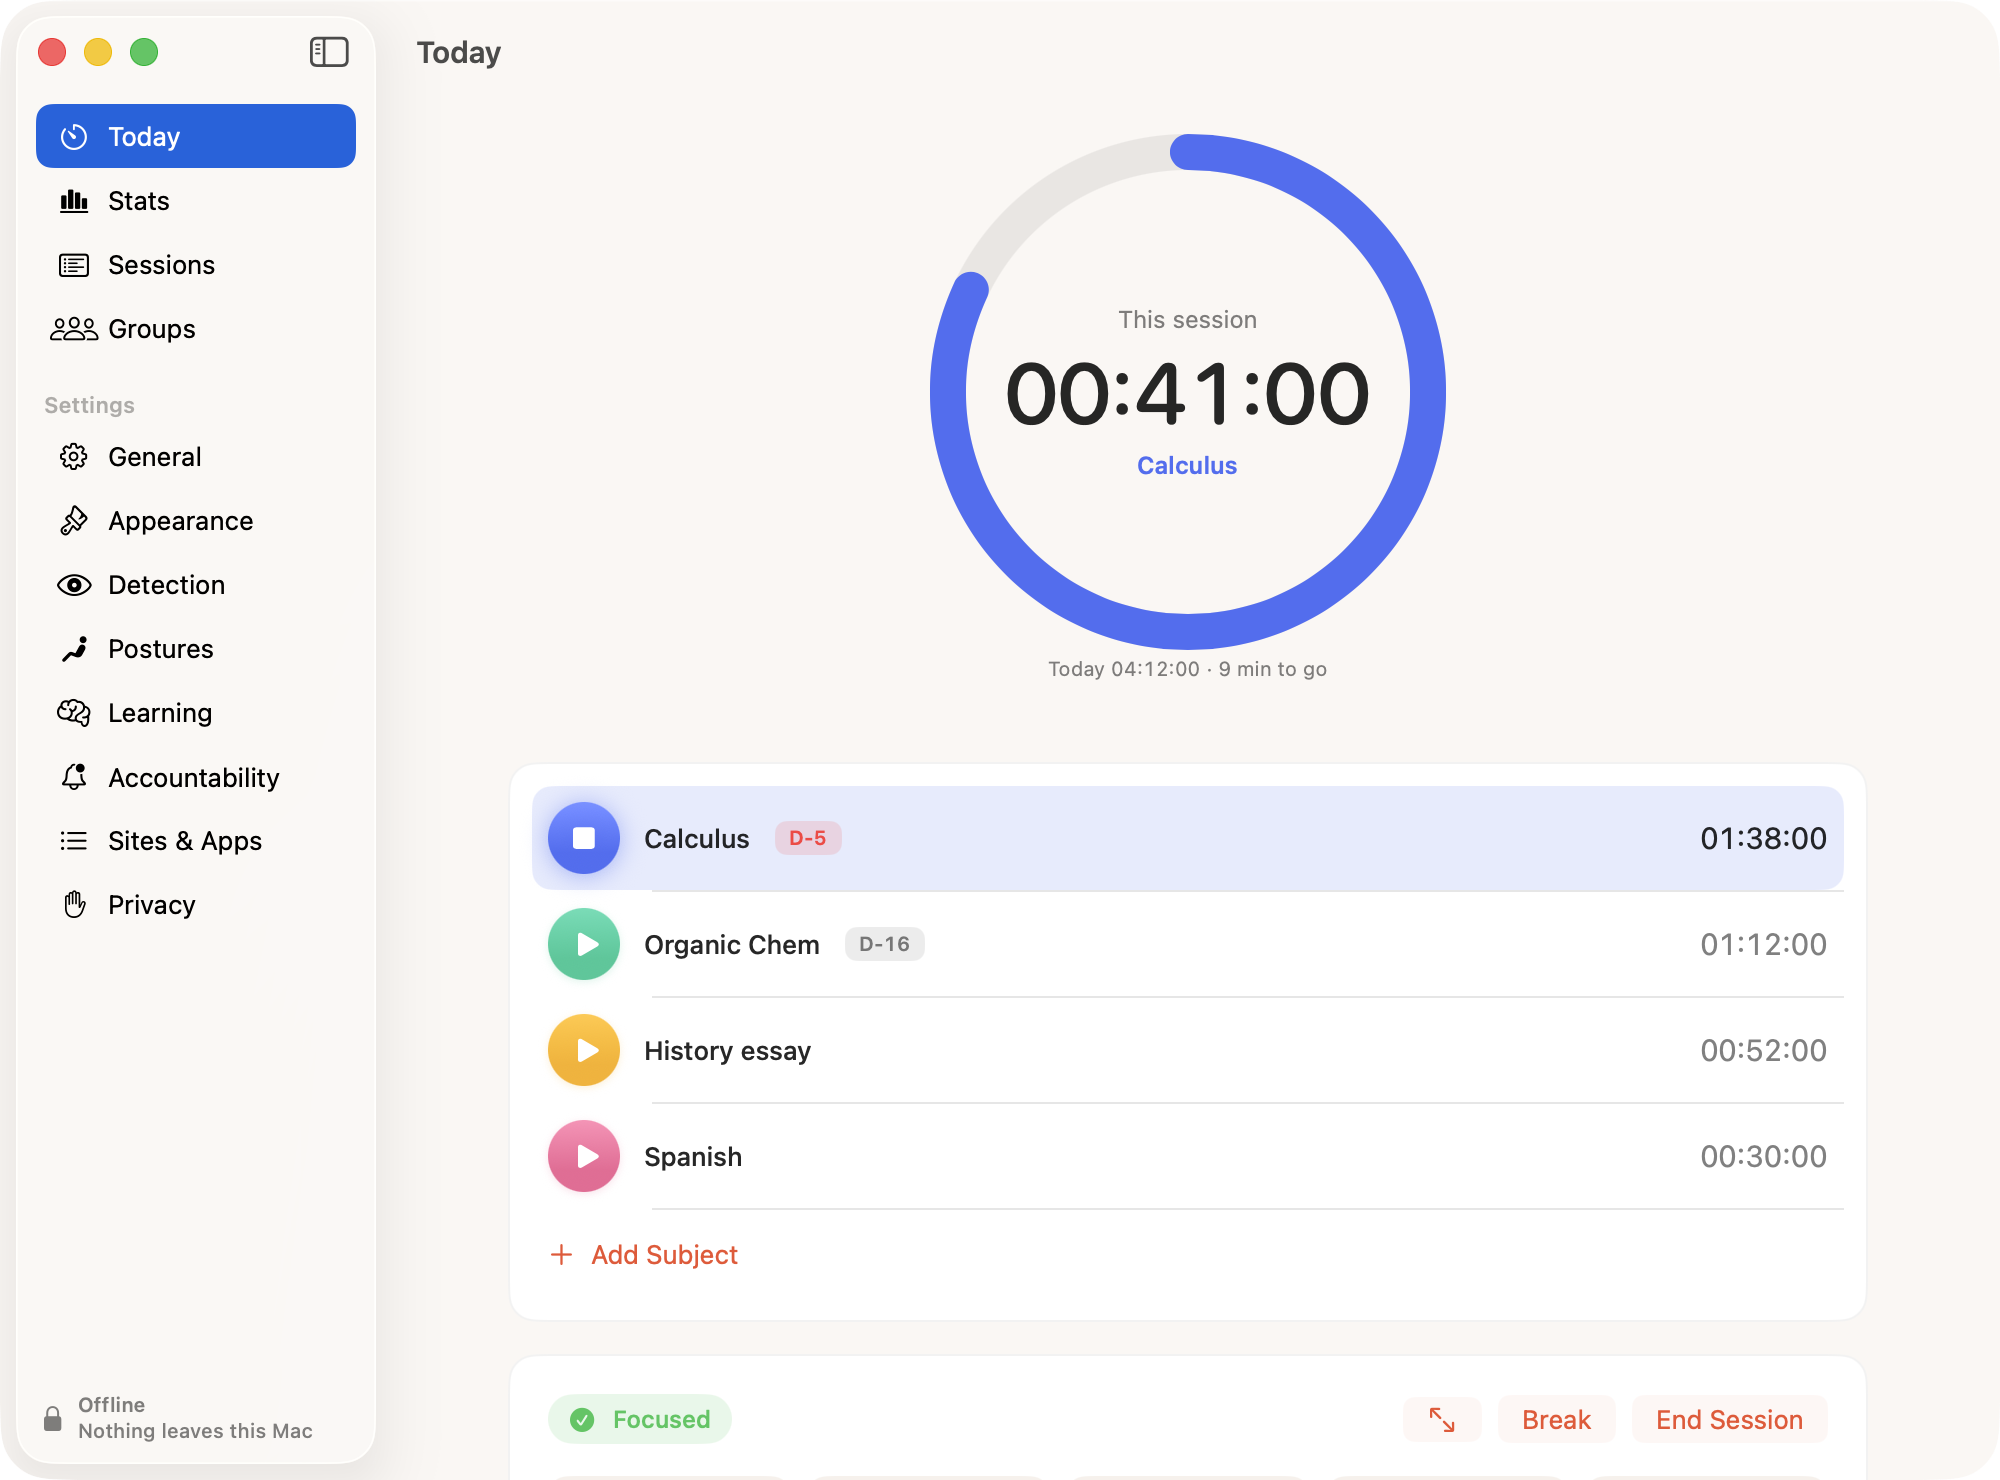 Today
Today
Stats
Sessions
Groups
Settings
General
Appearance
Detection
Postures
Learning
Accountability
Sites & Apps
Privacy
Offline
Nothing leaves this Mac
This session
00:41:00
Calculus
Today 04:12:00 · 9 min to go
Calculus D-5 01:38:00
Organic Chem D-16 01:12:00
History essay 00:52:00
Spanish 00:30:00
+ Add Subject
Focused Break End Session